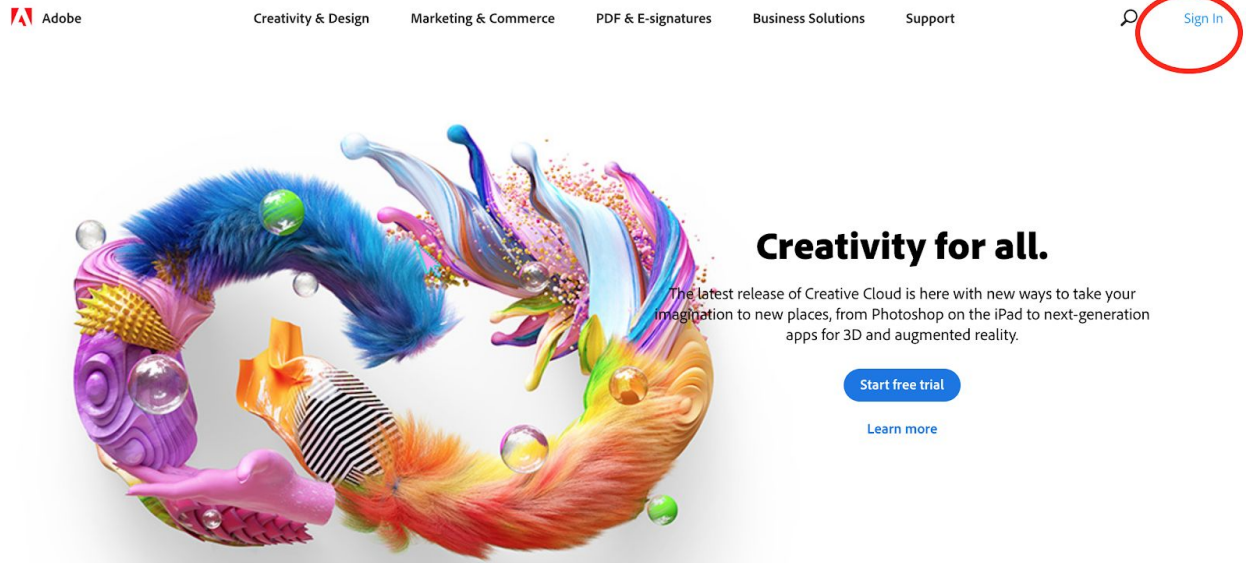 Adobe
Creativity & Design
Marketing & Commerce
PDF & E-signatures
Business Solutions
Support
Sign In
Creativity for all.
The latest release of Creative Cloud is here with new ways to take your
imagination to new places, from Photoshop on the iPad to next-generation
apps for 3D and augmented reality.
Start free trial
Learn more